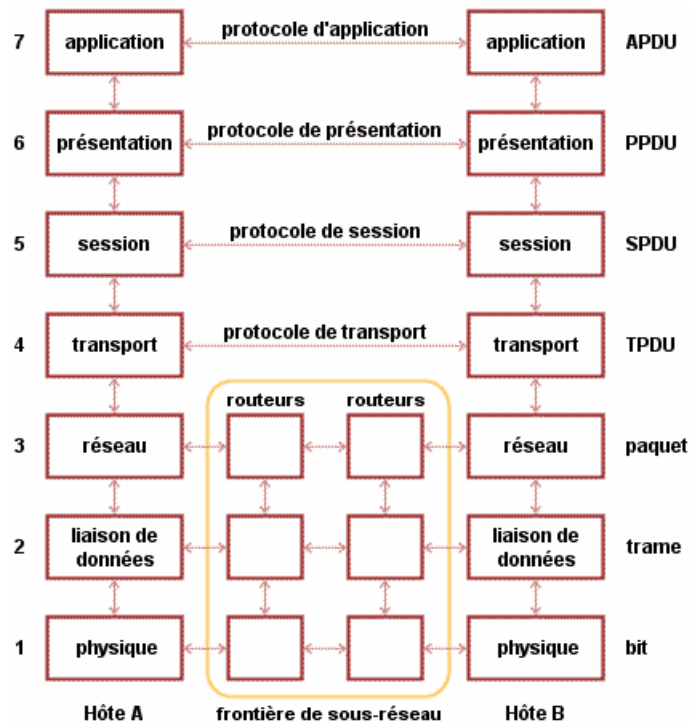 7 application protocole d'application application APDU
6 présentation protocole de présentation présentation PPDU
5 session protocole de session session SPDU
4 transport protocole de transport transport TPDU
routeurs routeurs
3 réseau réseau paquet
2 liaison de données liaison de données trame
1 physique physique bit
Hôte A frontière de sous-réseau Hôte B